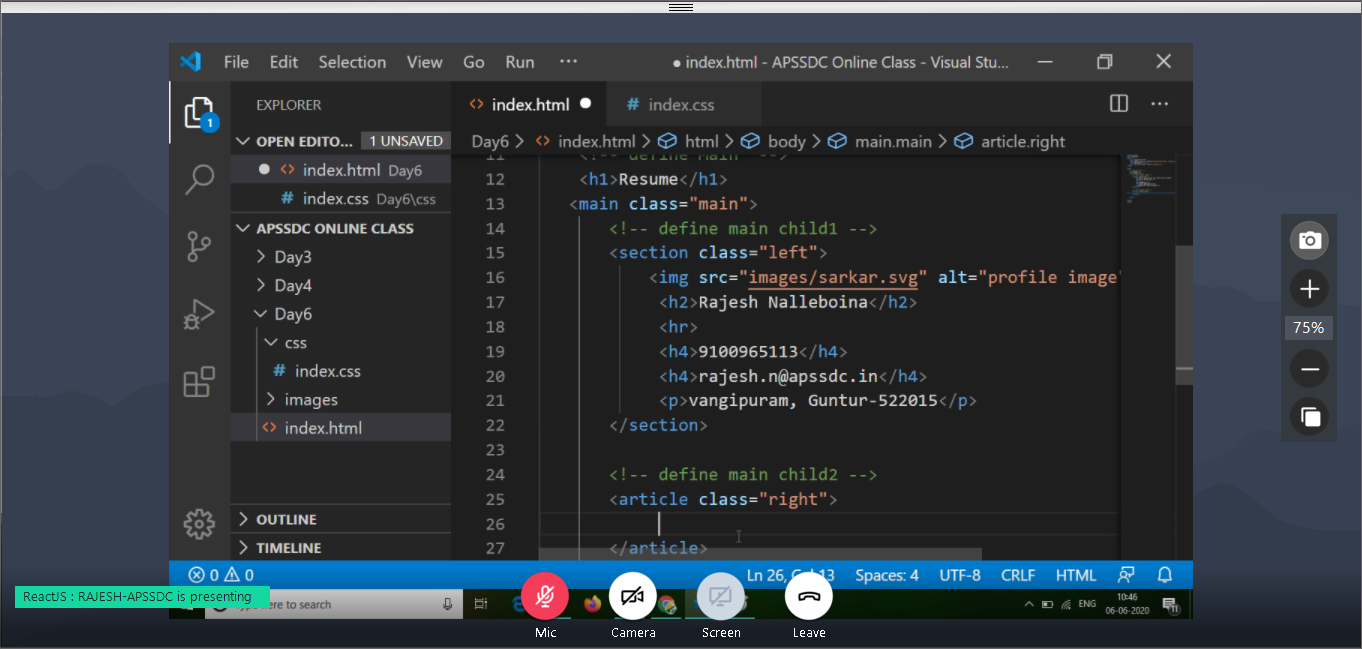 File Edit Selection View Go Run ··· ● index.html - APSSDC Online Class - Visual Stu...
EXPLORER
index.html
# index.css
1
OPEN EDITO... 1 UNSAVED
index.html Day6
# index.css Day6\css
APSSDC ONLINE CLASS
Day3
Day4
Day6
css
# index.css
images
index.html
OUTLINE
TIMELINE
Day6 > index.html > html > body > main.main > article.right
11 <!-- define Main -->
12 <h1>Resume</h1>
13 <main class="main">
14 <!-- define main child1 -->
15 <section class="left">
16 <img src="images/sarkar.svg" alt="profile image"
17 <h2>Rajesh Nalleboina</h2>
18 <hr>
19 <h4>9100965113</h4>
20 <h4>rajesh.n@apssdc.in</h4>
21 <p>vangipuram, Guntur-522015</p>
22 </section>
23
24 <!-- define main child2 -->
25 <article class="right">
26
27 </article>
75%
0 0 Ln 26, Col 13 Spaces: 4 UTF-8 CRLF HTML
ReactJS : RAJESH-APSSDC is presenting
here to search
ENG
10:46
06-06-2020
11
Mic Camera Screen Leave